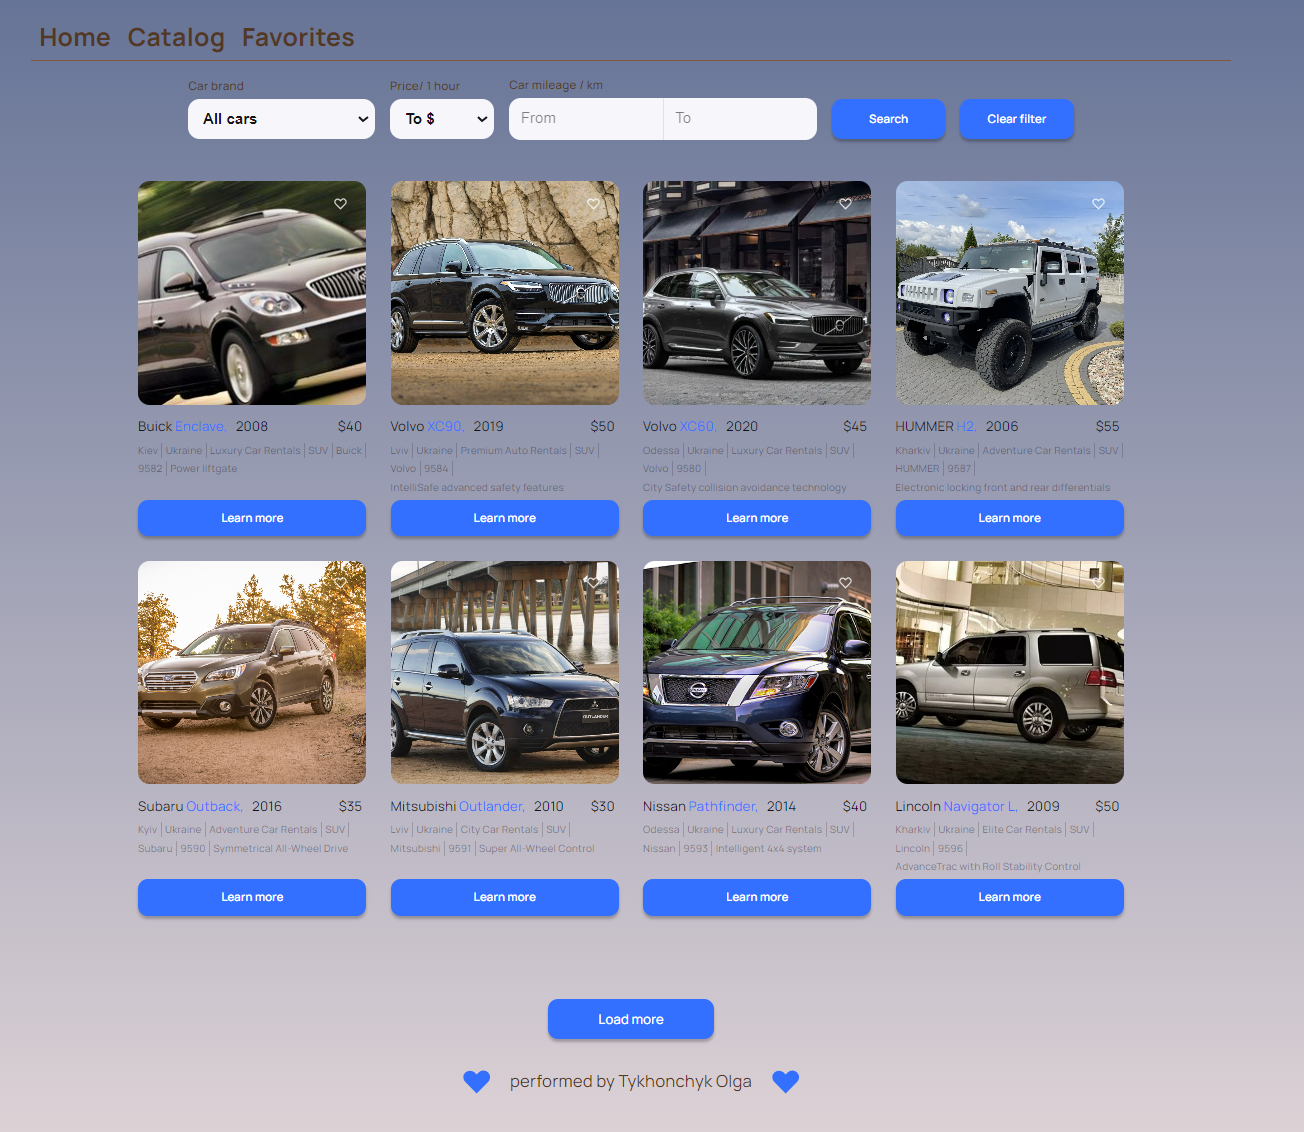 Home Catalog Favorites
Car brand Price/ 1 hour Car mileage / km
All cars To $ From To Search Clear filter
Buick Enclave, 2008 $40
Kiev | Ukraine | Luxury Car Rentals | SUV | Buick |
9582 | Power liftgate
Learn more
Volvo XC90, 2019 $50
Lviv | Ukraine | Premium Auto Rentals | SUV |
Volvo | 9584 |
IntelliSafe advanced safety features
Learn more
Volvo XC60, 2020 $45
Odessa | Ukraine | Luxury Car Rentals | SUV |
Volvo | 9580 |
City Safety collision avoidance technology
Learn more
HUMMER H2, 2006 $55
Kharkiv | Ukraine | Adventure Car Rentals | SUV |
HUMMER | 9587 |
Electronic locking front and rear differentials
Learn more
Subaru Outback, 2016 $35
Kyiv | Ukraine | Adventure Car Rentals | SUV |
Subaru | 9590 | Symmetrical All-Wheel Drive
Learn more
OUTLANDER
Mitsubishi Outlander, 2010 $30
Lviv | Ukraine | City Car Rentals | SUV |
Mitsubishi | 9591 | Super All-Wheel Control
Learn more
NISSAN
Nissan Pathfinder, 2014 $40
Odessa | Ukraine | Luxury Car Rentals | SUV |
Nissan | 9593 | Intelligent 4x4 system
Learn more
Lincoln Navigator L, 2009 $50
Kharkiv | Ukraine | Elite Car Rentals | SUV |
Lincoln | 9596 |
AdvanceTrac with Roll Stability Control
Learn more
Load more
performed by Tykhonchyk Olga